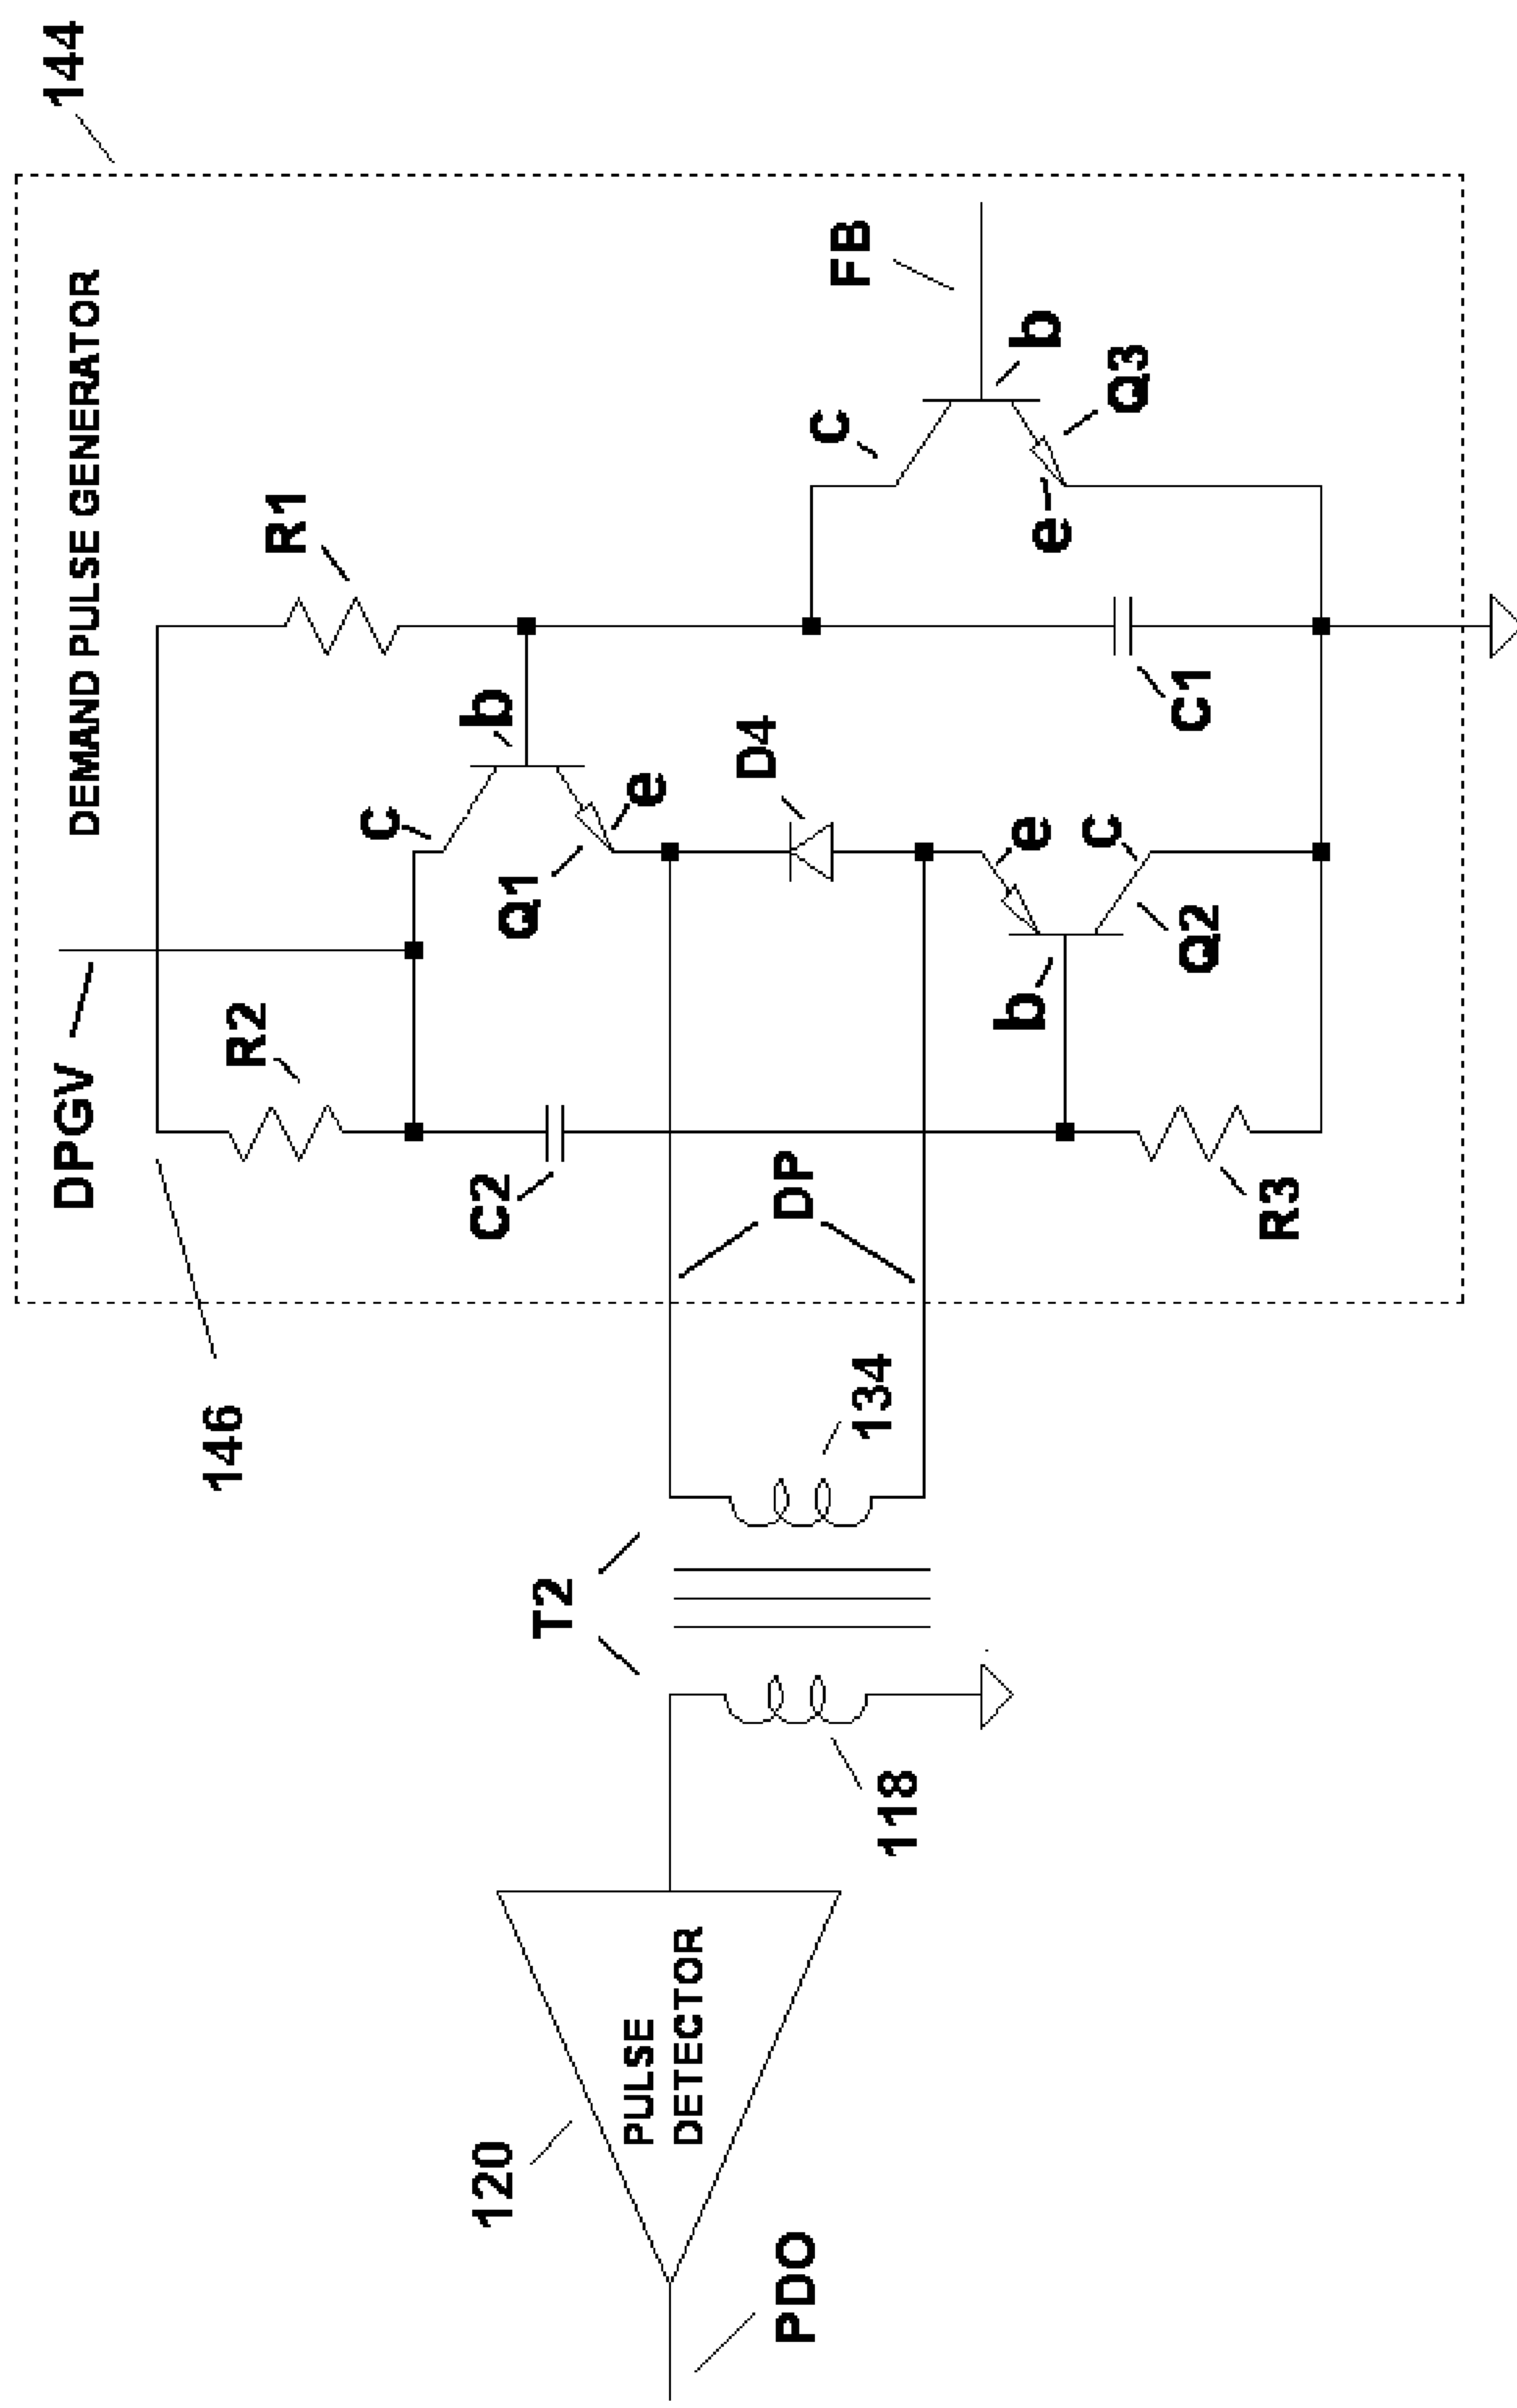 144
DPGV
DEMAND PULSE GENERATOR
146
R2
R1
C
120
C2
b
Q1
T2
PULSE
DETECTOR
e
D4
PDO
DP
C
FB
134
118
b
e
b
e
C
Q3
C1
Q2
R3